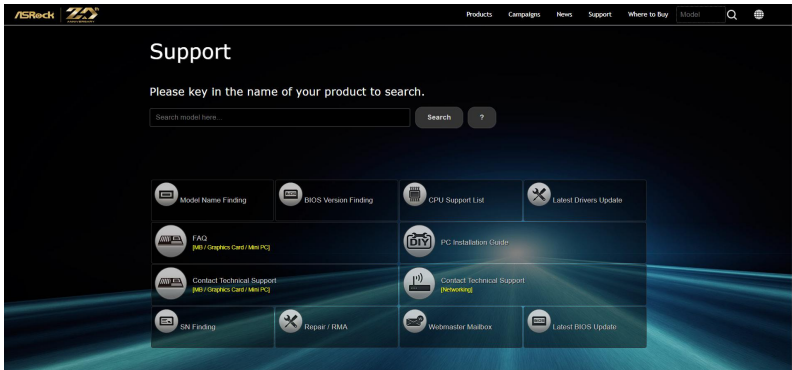 ASRock
Products
Campaigns
News
Support
Where to Buy
Model
Support
Please key in the name of your product to search.
Search model here...
Search
?
Model Name Finding
BIOS Version Finding
CPU Support List
Latest Drivers Update
FAQ
[MB / Graphics Card / Mini PC]
DIY
PC Installation Guide
Contact Technical Support
[MB / Graphics Card / Mini PC]
Contact Technical Support
[Networking]
SN Finding
Repair / RMA
Webmaster Mailbox
BIOS
Latest BIOS Update